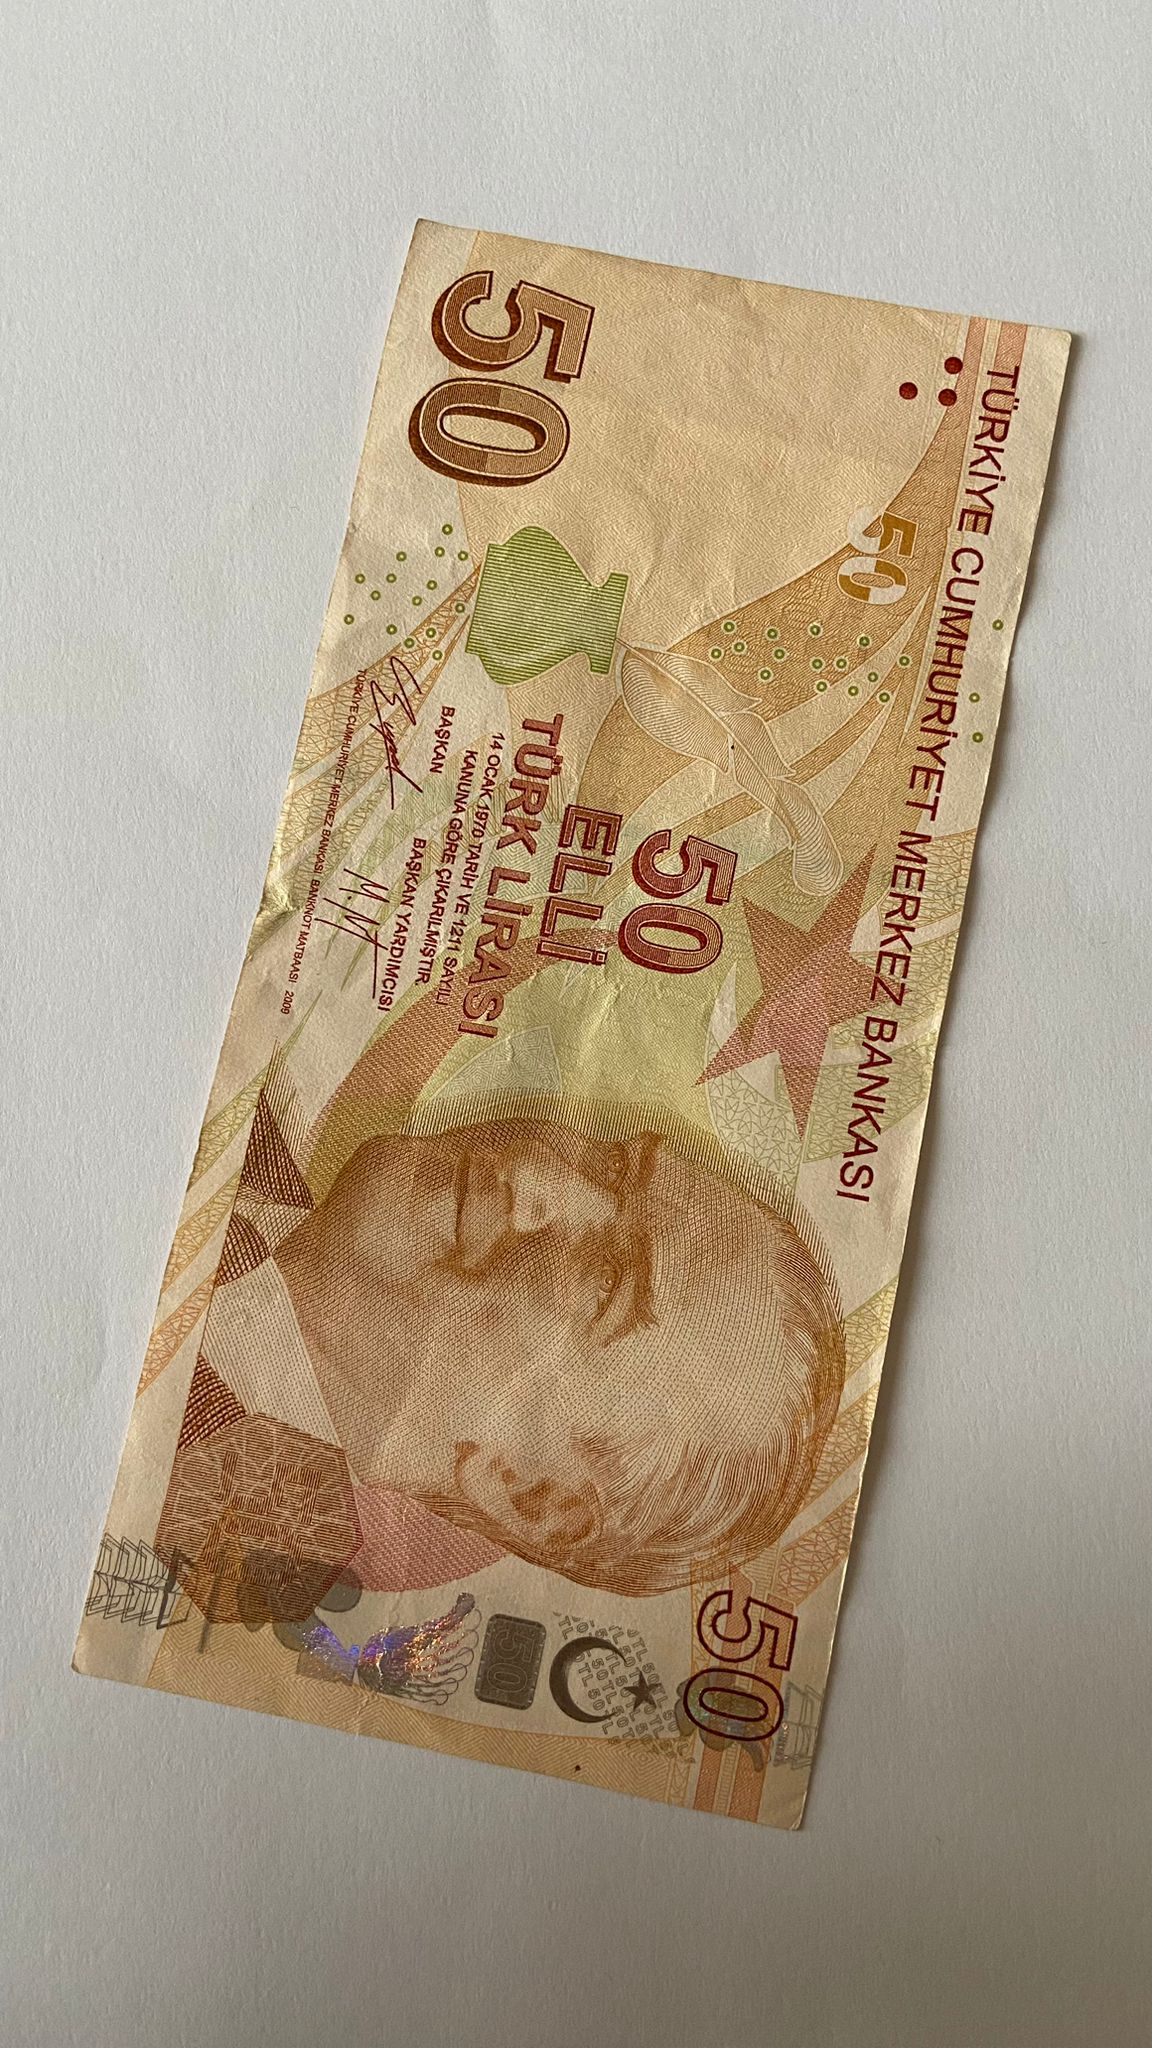 TÜRKİYE CUMHURİYET MERKEZ BANKASI
50
50
50
ELLİ
TÜRK LİRASI
14 OCAK 1970 TARİH VE 1211 SAYILI
KANUNA GÖRE ÇIKARILMIŞTIR.
BAŞKAN
BAŞKAN YARDIMCISI
TÜRKİYE CUMHURİYET MERKEZ BANKASI BANKNOT MATBAASI 2009
50
50